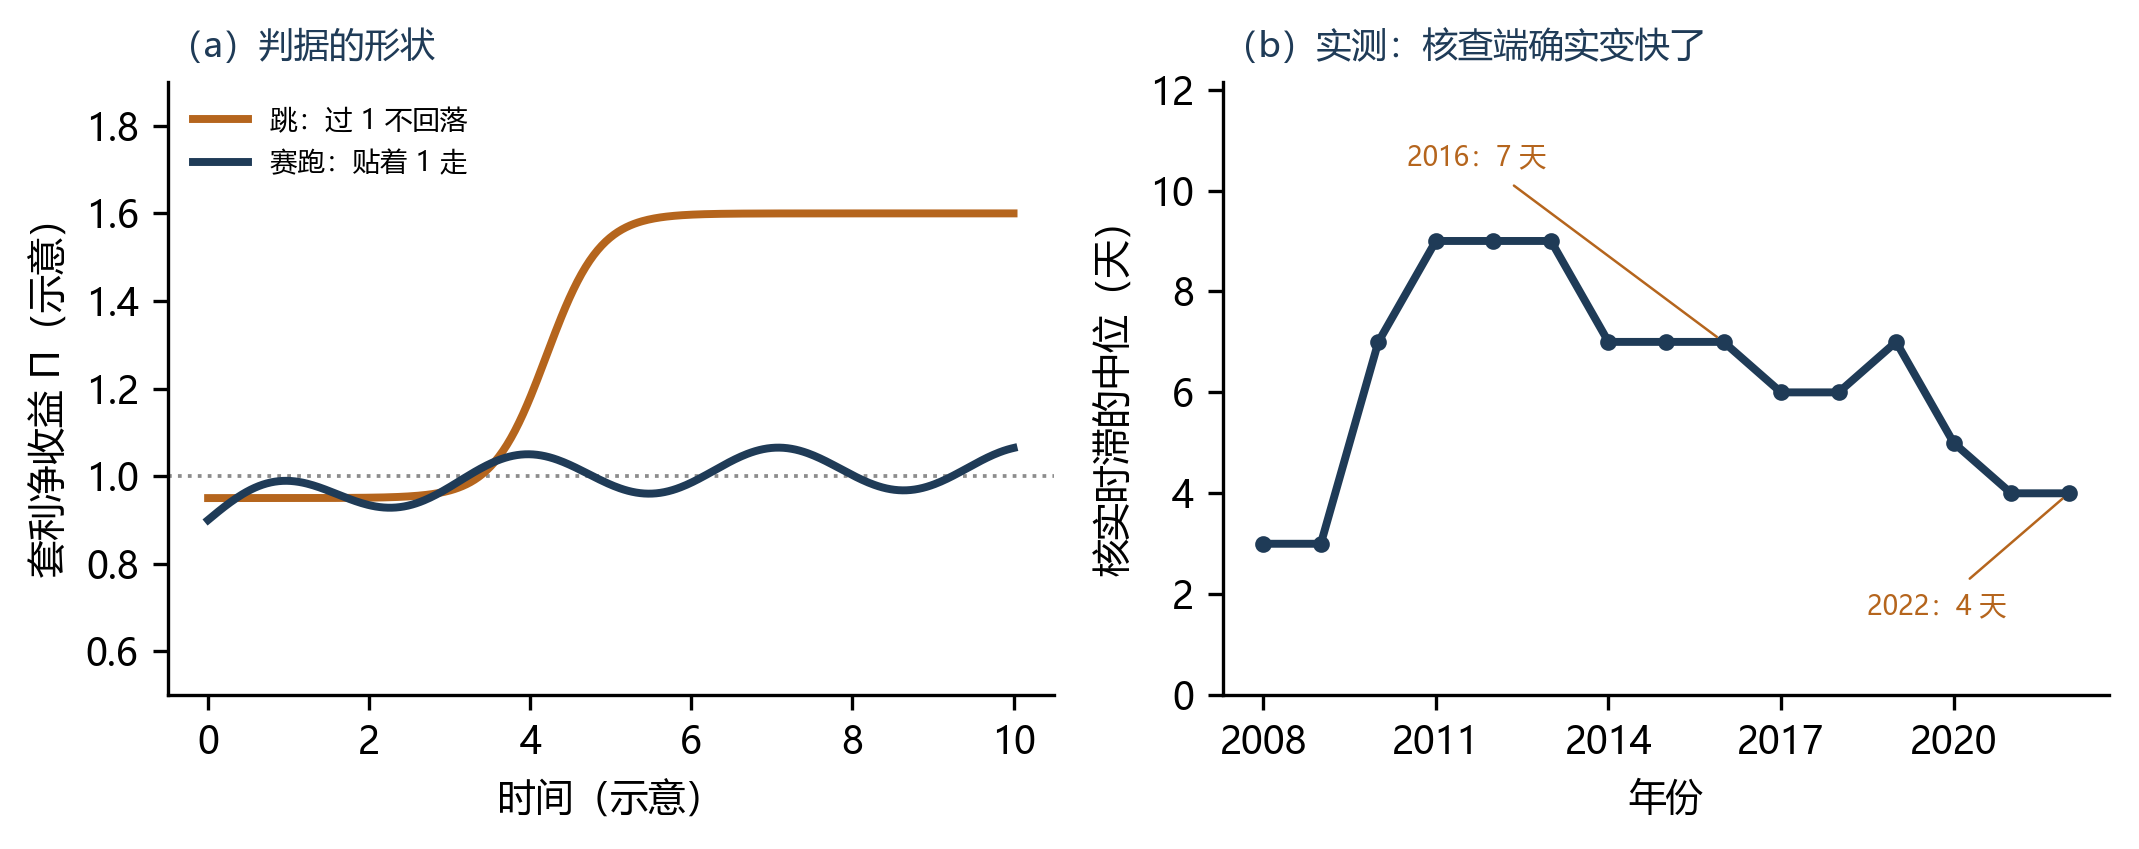 （a）判据的形状
跳：过 1 不回落
赛跑：贴着 1 走
套利净收益 Π（示意）
1.8
1.6
1.4
1.2
1.0
0.8
0.6
0 2 4 6 8 10
时间（示意）
（b）实测：核查端确实变快了
2016：7 天
2022：4 天
核实时滞的中位（天）
12
10
8
6
4
2
0
2008 2011 2014 2017 2020
年份